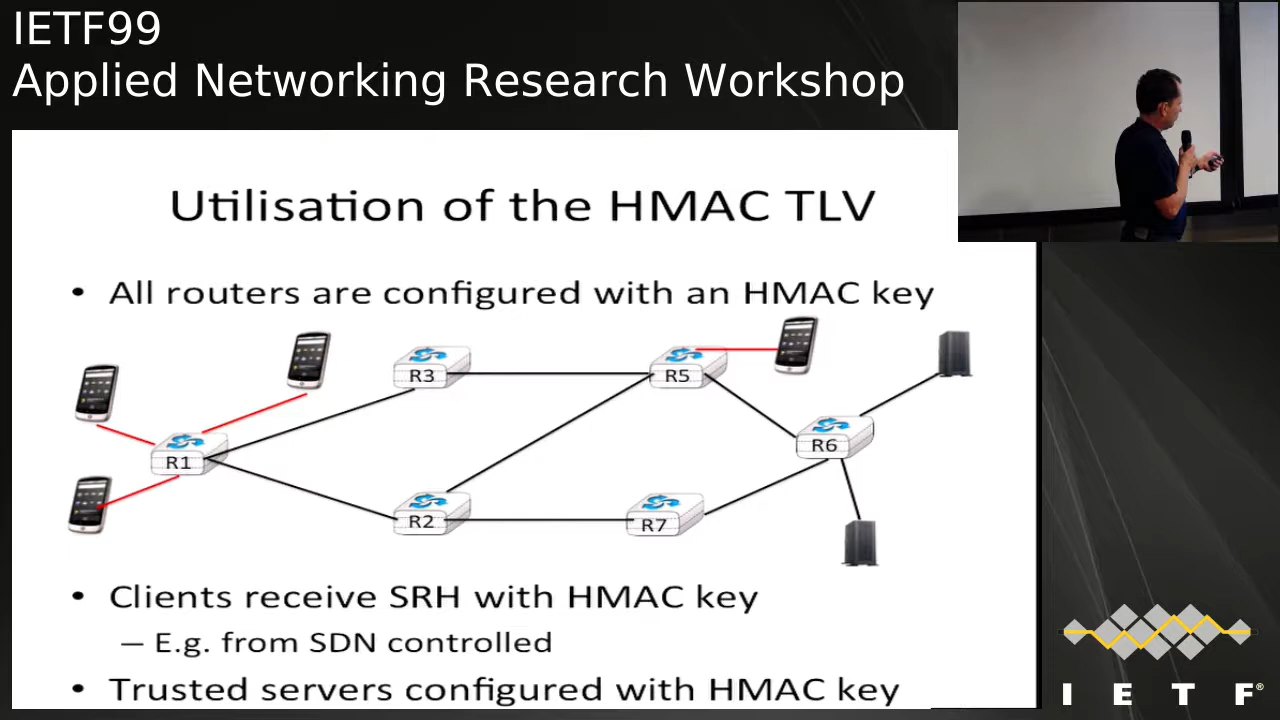 IETF99
Applied Networking Research Workshop
Utilisation of the HMAC TLV
• All routers are configured with an HMAC key
R3
R5
R6
R1
R2
R7
• Clients receive SRH with HMAC key
– E.g. from SDN controlled
• Trusted servers configured with HMAC key
I E T F®